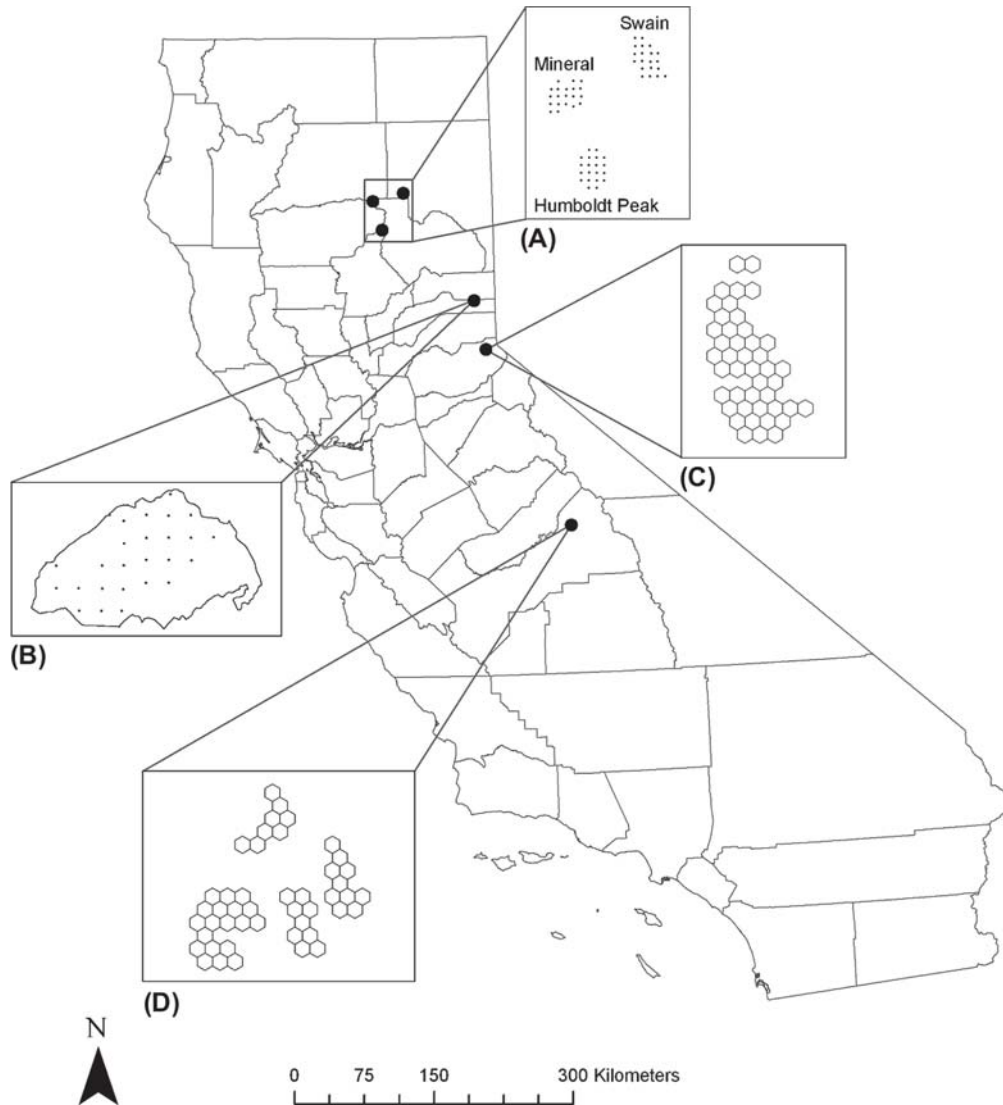 Swain
Mineral
Humboldt Peak
(A)
(C)
(B)
(D)
N
0 75 150 300 Kilometers